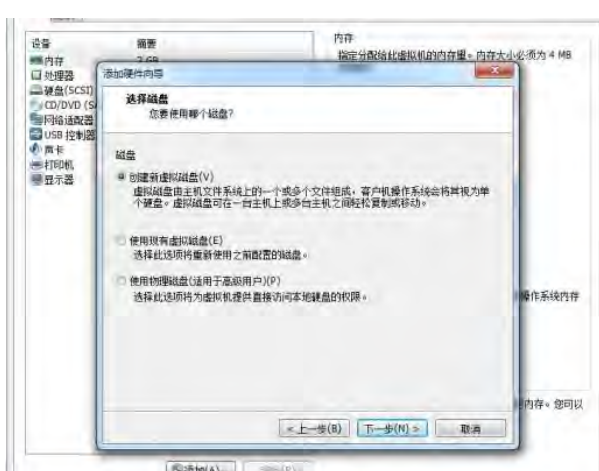 设备 摘要
内存 2 GB
处理器
硬盘(SCSI)
CD/DVD (SA
网络适配器
USB 控制器
声卡
打印机
显示器
内存
指定分配给此虚拟机的内存量。内存大小必须为 4 MB
添加硬件向导
选择磁盘
您要使用哪个磁盘?
磁盘
创建新虚拟磁盘(V)
虚拟磁盘由主机文件系统上的一个或多个文件组成，客户机操作系统会将其视为单
个硬盘。虚拟磁盘可在一台主机上或多台主机之间轻松复制或移动。
使用现有虚拟磁盘(E)
选择此选项将重新使用之前配置的磁盘。
使用物理磁盘(适用于高级用户)(P)
选择此选项将为虚拟机提供直接访问本地硬盘的权限。
操作系统内存
内存。您可以
< 上一步(B) 下一步(N) > 取消
添加(A)...